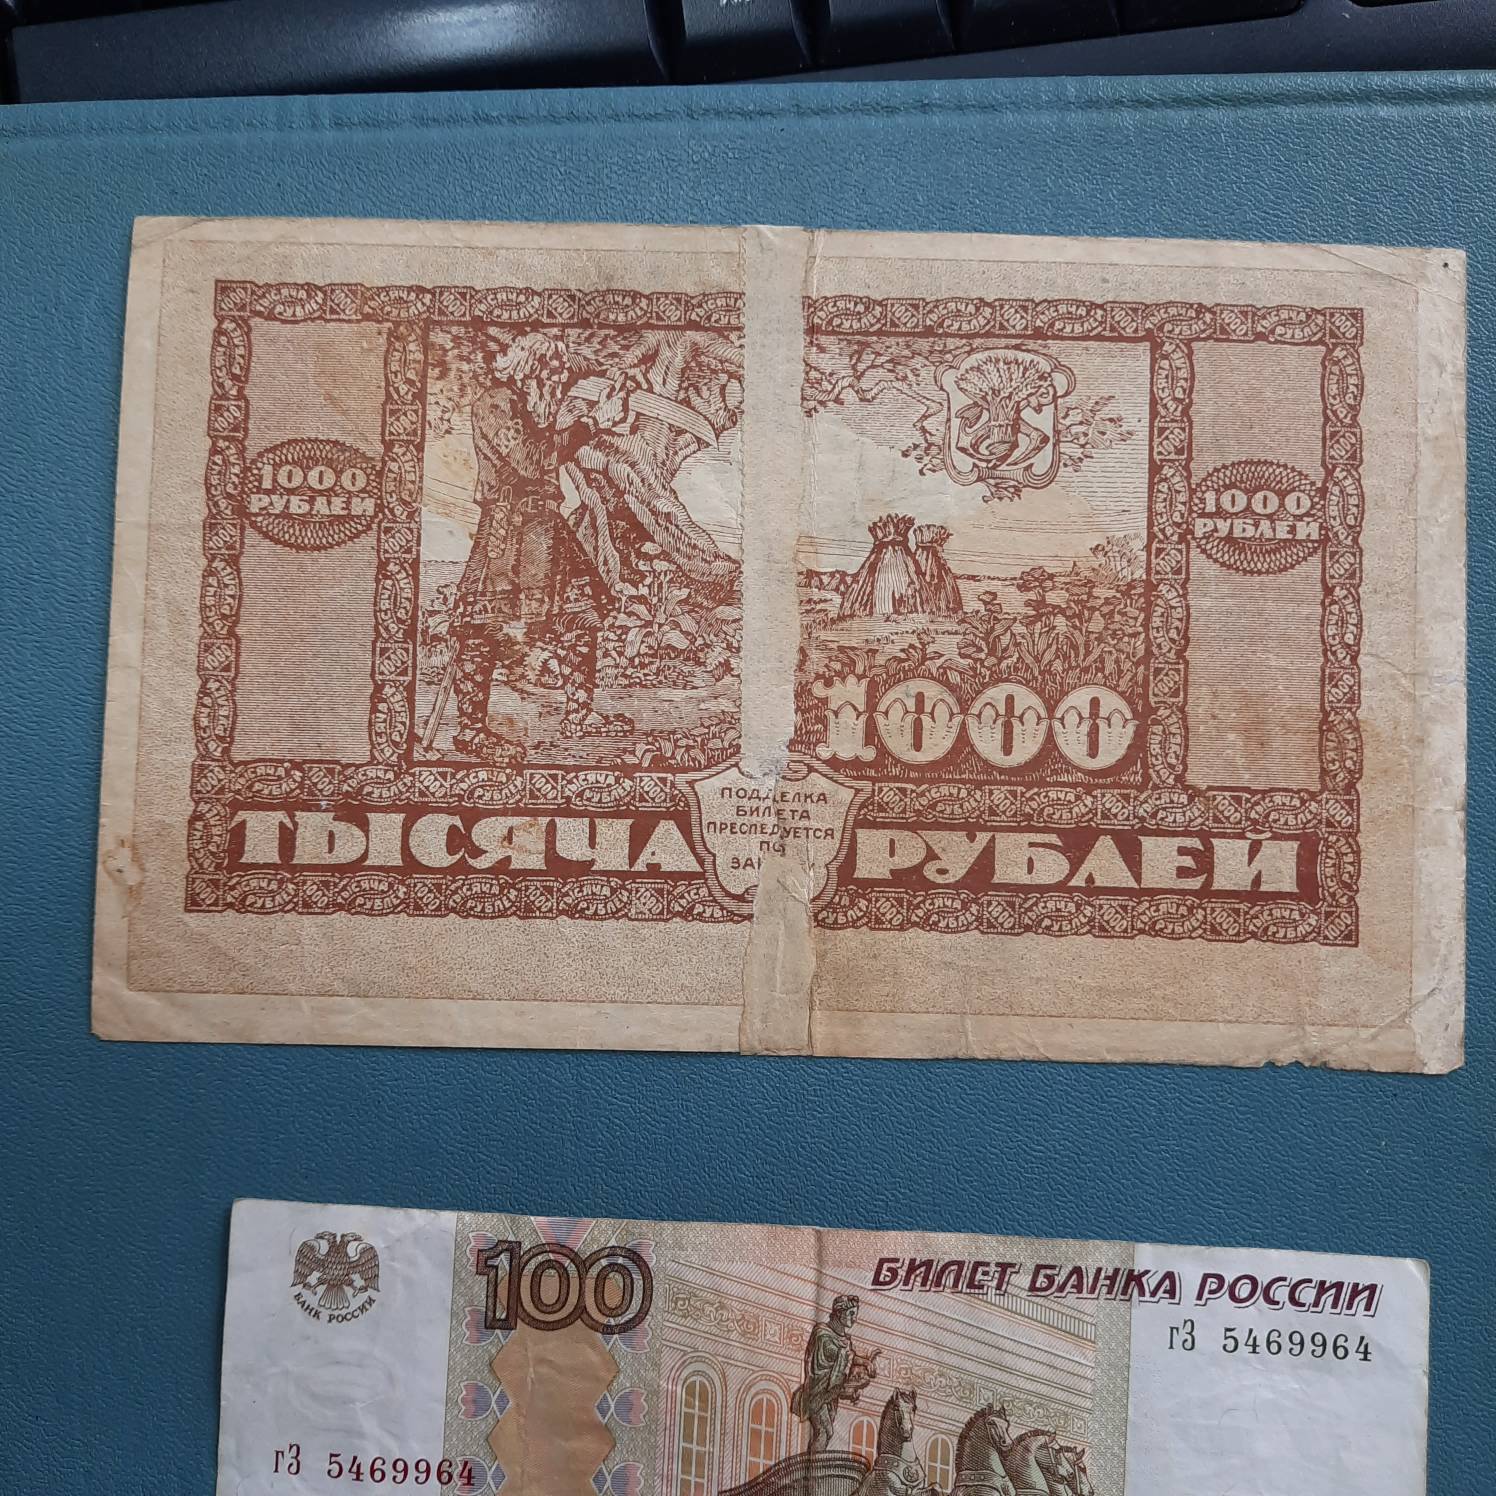 1000
РУБЛЕЙ
1000
РУБЛЕЙ
1000
ПОДДЕЛКА
БИЛЕТА
ПРЕСЛЕДУЕТСЯ
ПО
ТЫСЯЧА РУБЛЕЙ
БАНК РОССИИ
100
БИЛЕТ БАНКА РОССИИ
гЗ 5469964
гЗ 5469964